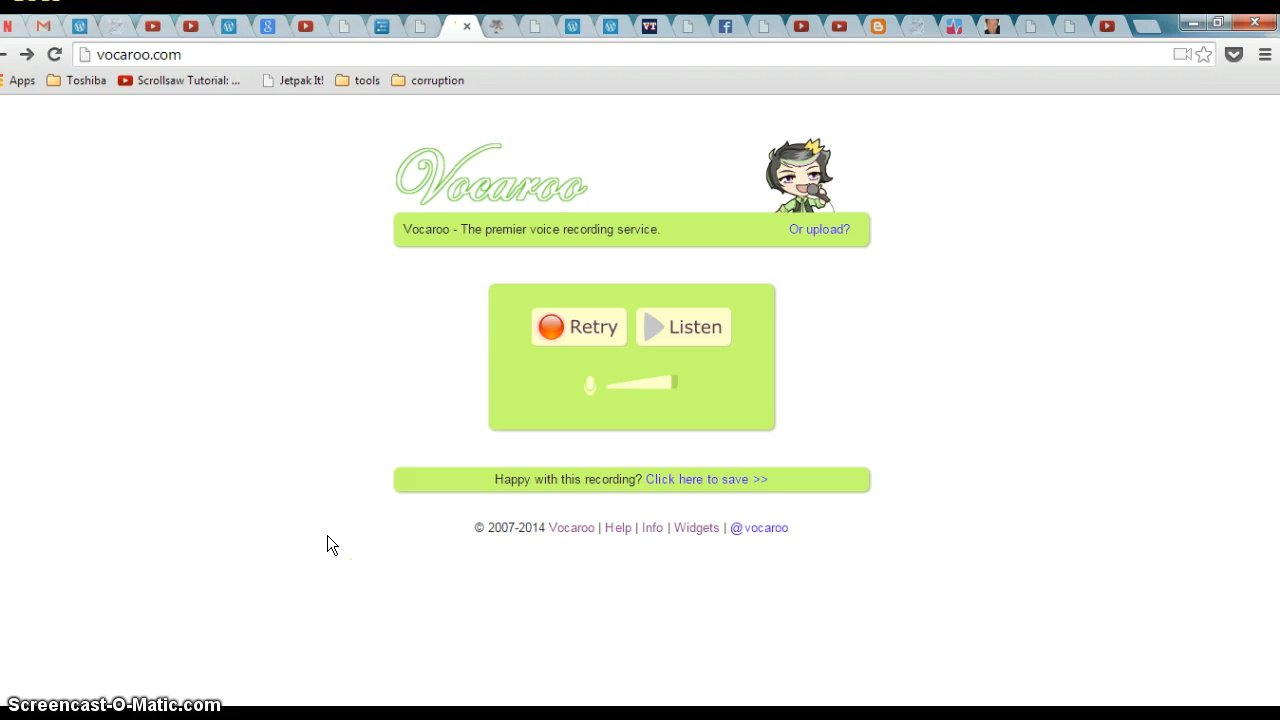 vocaroo.com
Apps Toshiba Scrollsaw Tutorial: ... Jetpak It! tools corruption
Vocaroo
Vocaroo - The premier voice recording service. Or upload?
Retry Listen
Happy with this recording? Click here to save >>
© 2007-2014 Vocaroo | Help | Info | Widgets | @vocaroo
Screencast-O-Matic.com